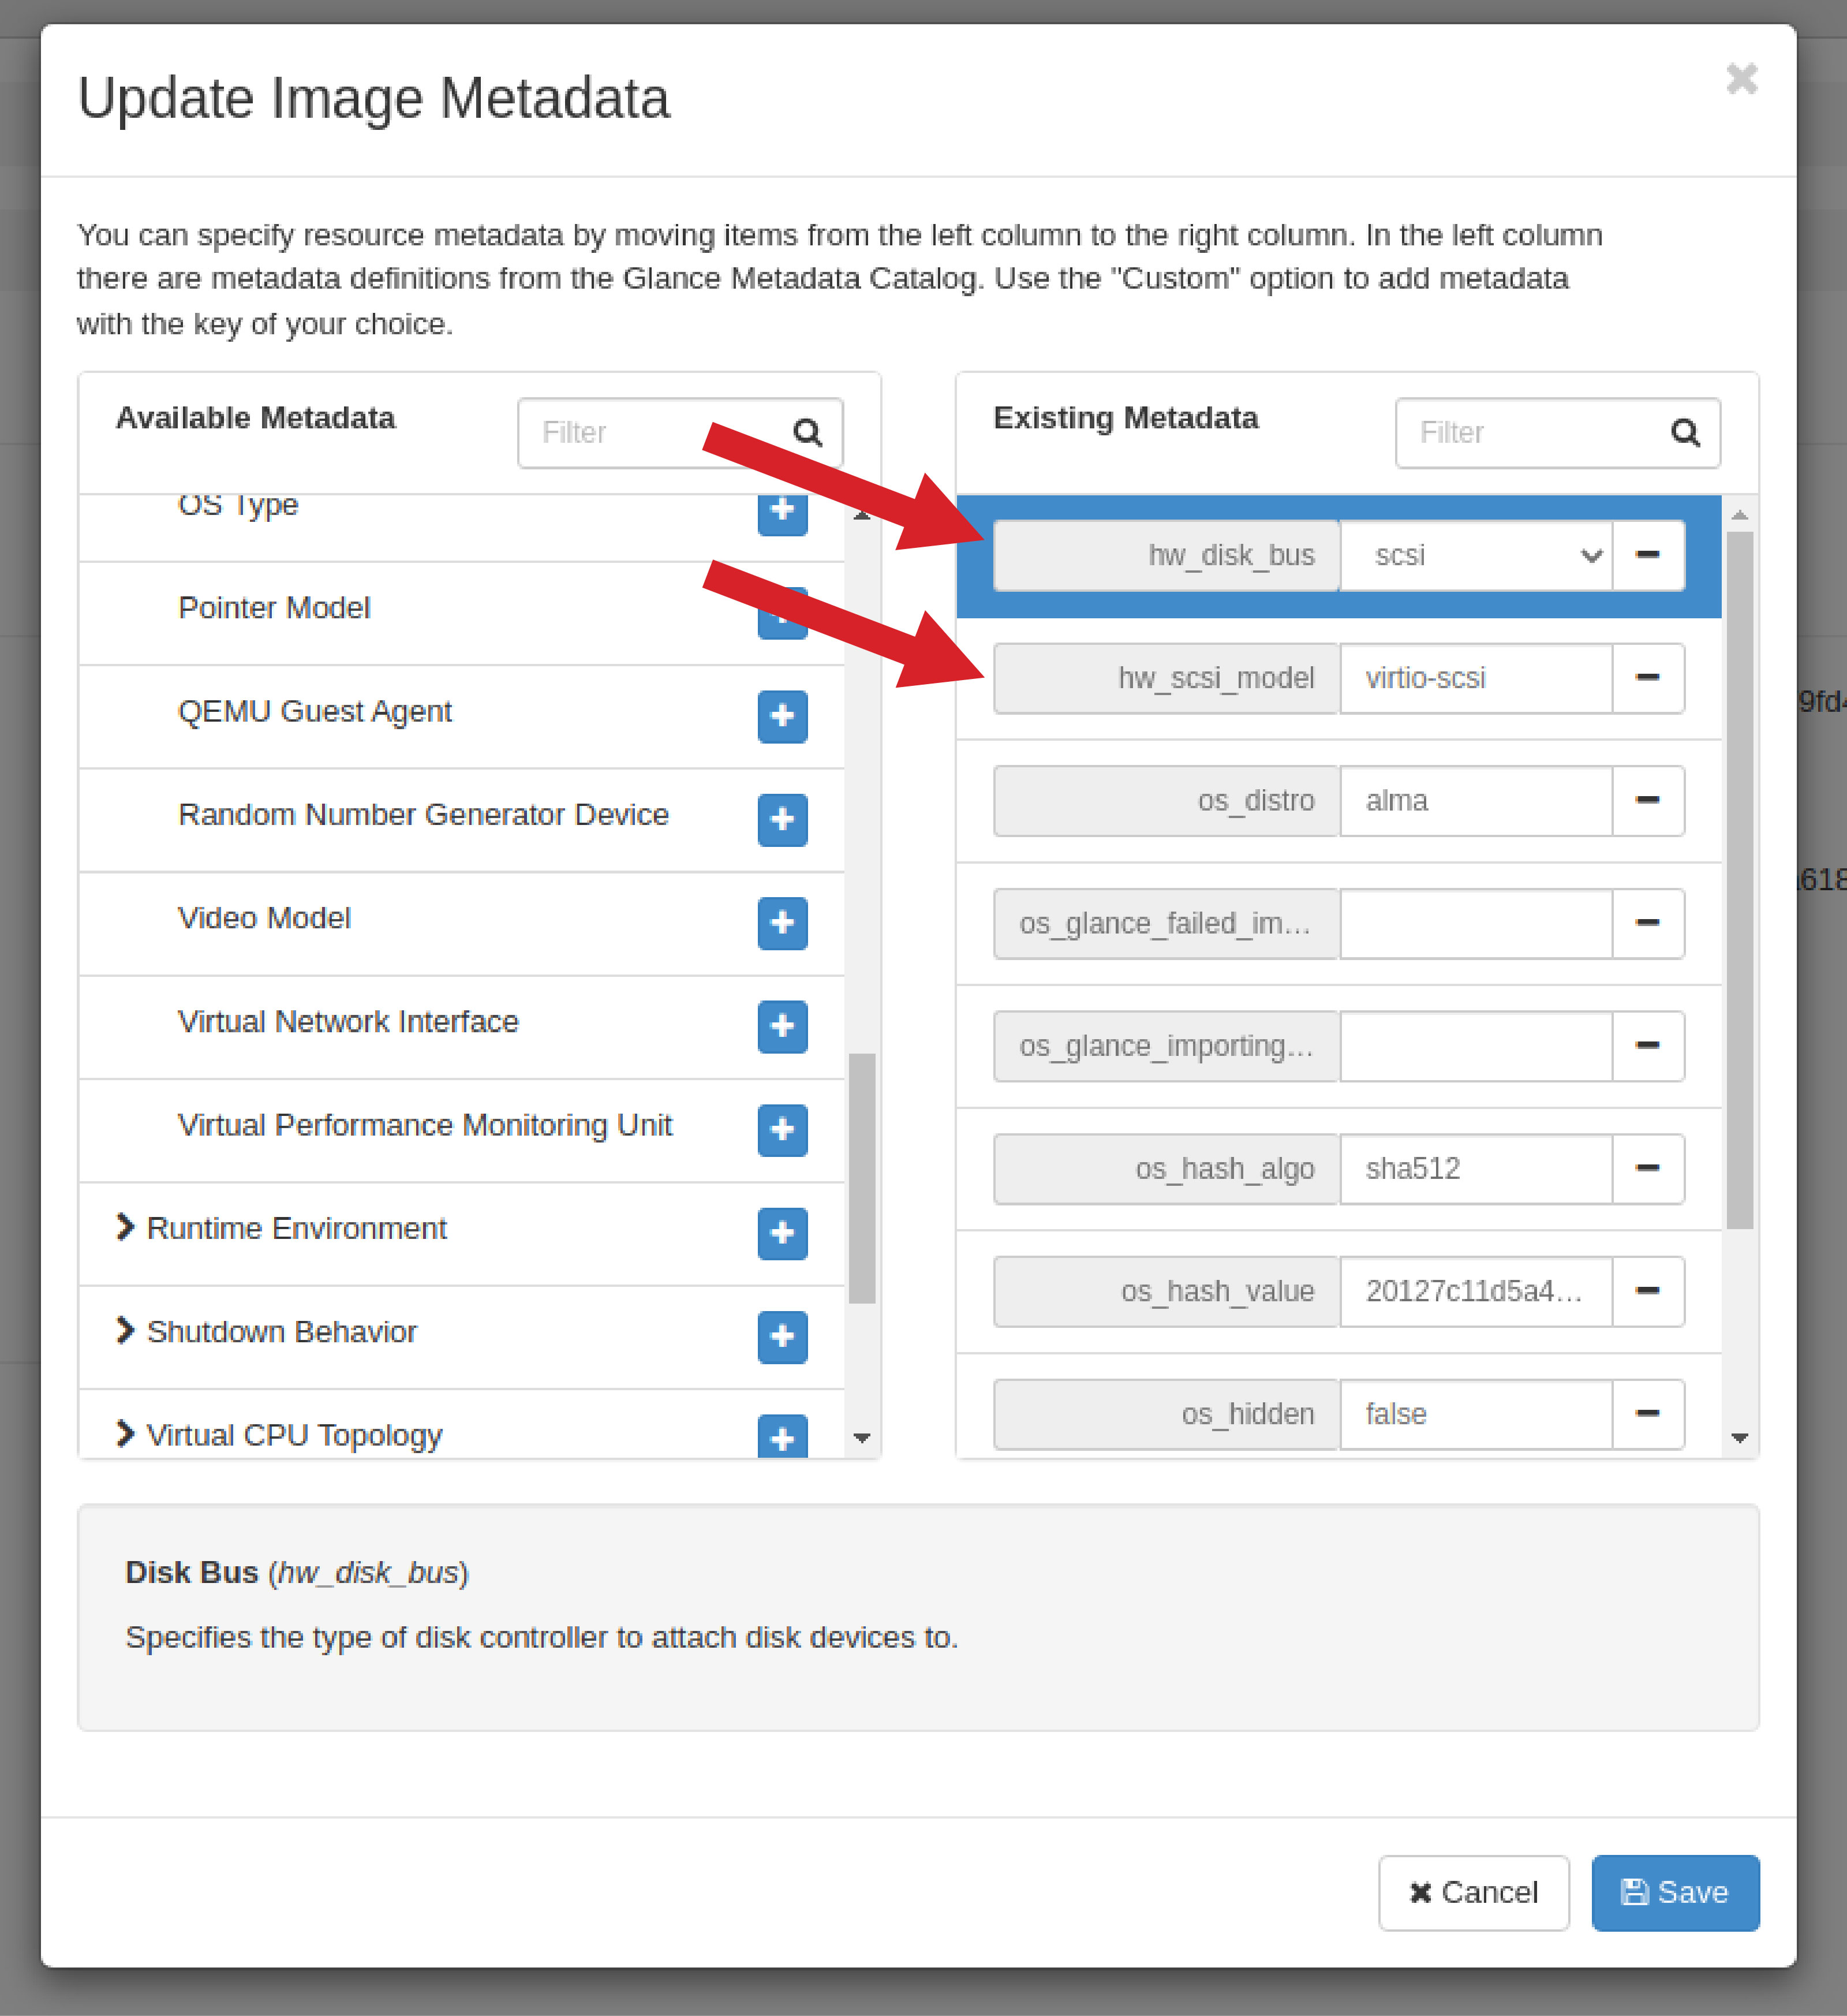 Update Image Metadata
You can specify resource metadata by moving items from the left column to the right column. In the left column
there are metadata definitions from the Glance Metadata Catalog. Use the "Custom" option to add metadata
with the key of your choice.
Available Metadata
Filter
OS Type
Pointer Model
QEMU Guest Agent
Random Number Generator Device
Video Model
Virtual Network Interface
Virtual Performance Monitoring Unit
Runtime Environment
Shutdown Behavior
Virtual CPU Topology
Existing Metadata
Filter
hw_disk_bus scsi
hw_scsi_model virtio-scsi
os_distro alma
os_glance_failed_im...
os_glance_importing...
os_hash_algo sha512
os_hash_value 20127c11d5a4...
os_hidden false
9fd4
618
Disk Bus (hw_disk_bus)
Specifies the type of disk controller to attach disk devices to.
Cancel Save